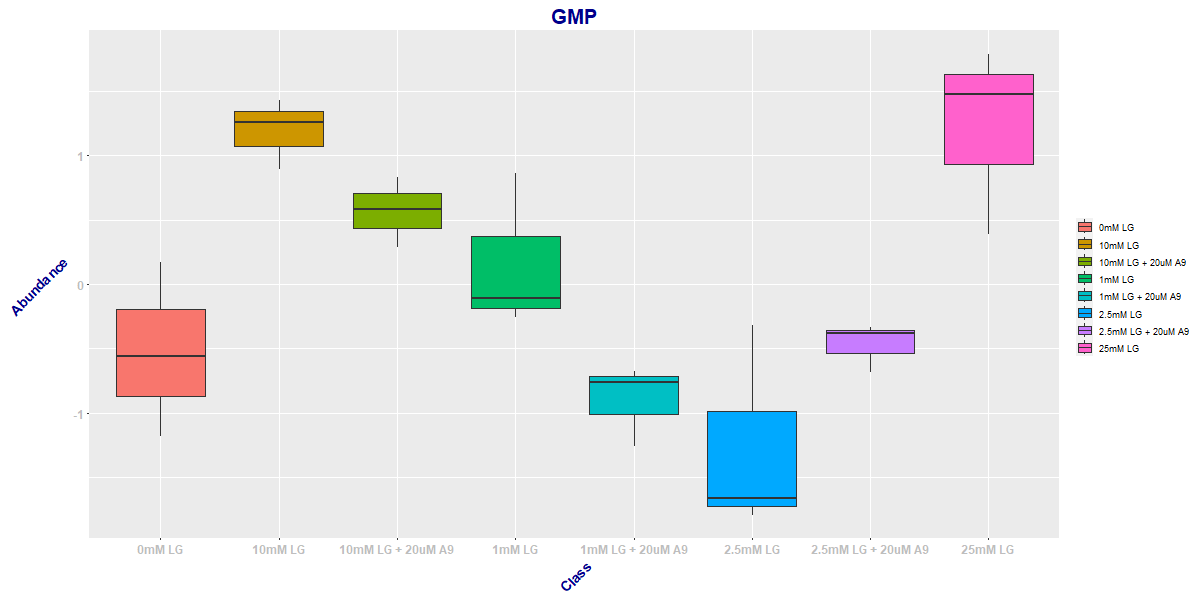 GMP
Abundance
1
0
-1
0mM LG
10mM LG
10mM LG + 20uM A9
1mM LG
1mM LG + 20uM A9
2.5mM LG
2.5mM LG + 20uM A9
25mM LG
Class
0mM LG
10mM LG
10mM LG + 20uM A9
1mM LG
1mM LG + 20uM A9
2.5mM LG
2.5mM LG + 20uM A9
25mM LG